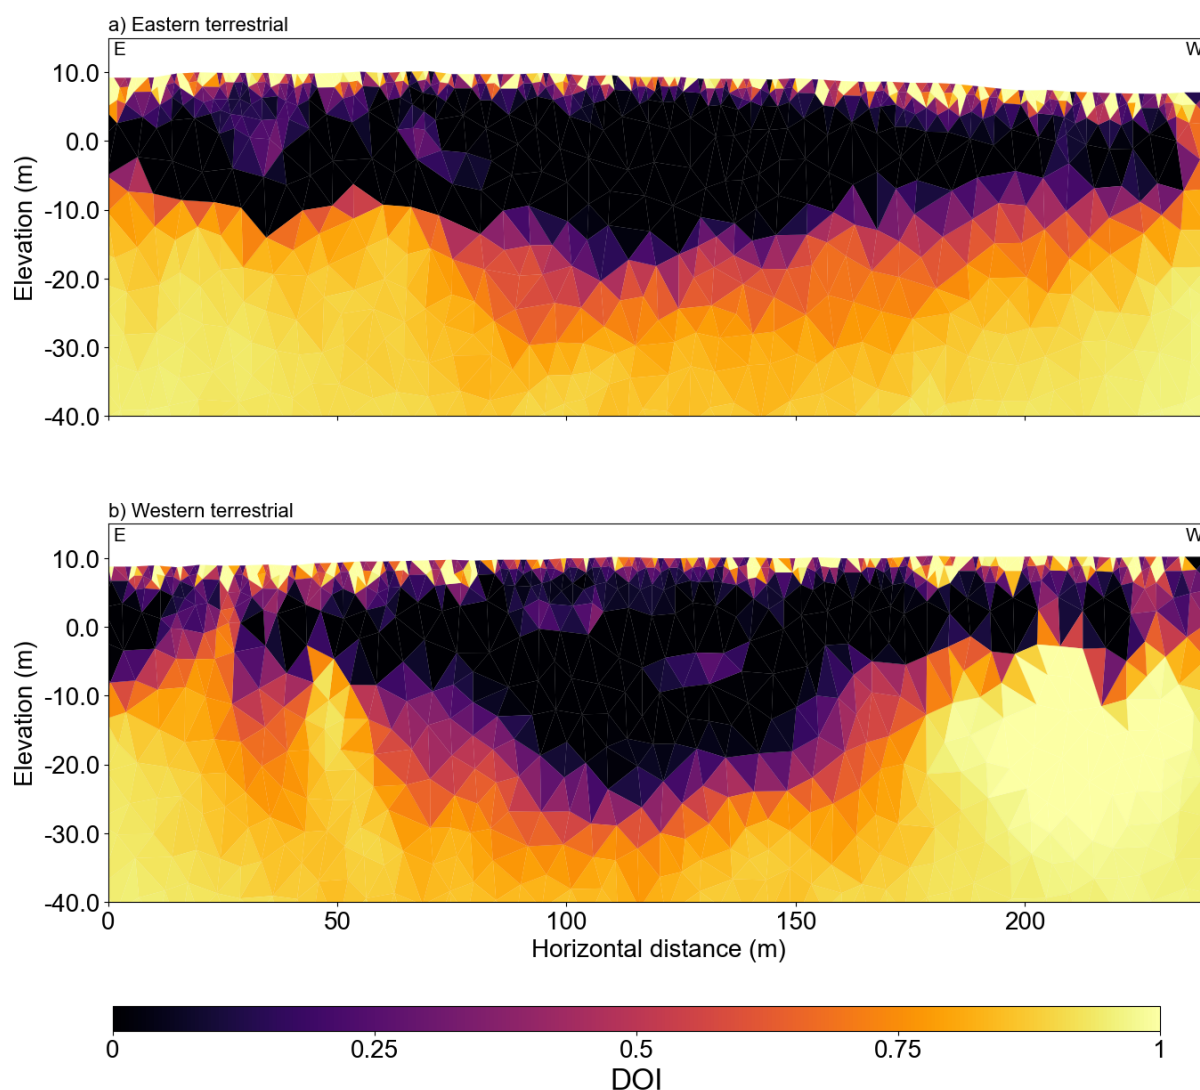 a) Eastern terrestrial
E
W
10.0
0.0
-10.0
-20.0
-30.0
-40.0
Elevation (m)
b) Western terrestrial
E
W
10.0
0.0
-10.0
-20.0
-30.0
-40.0
Elevation (m)
0 50 100 150 200
Horizontal distance (m)
0 0.25 0.5 0.75 1
DOI